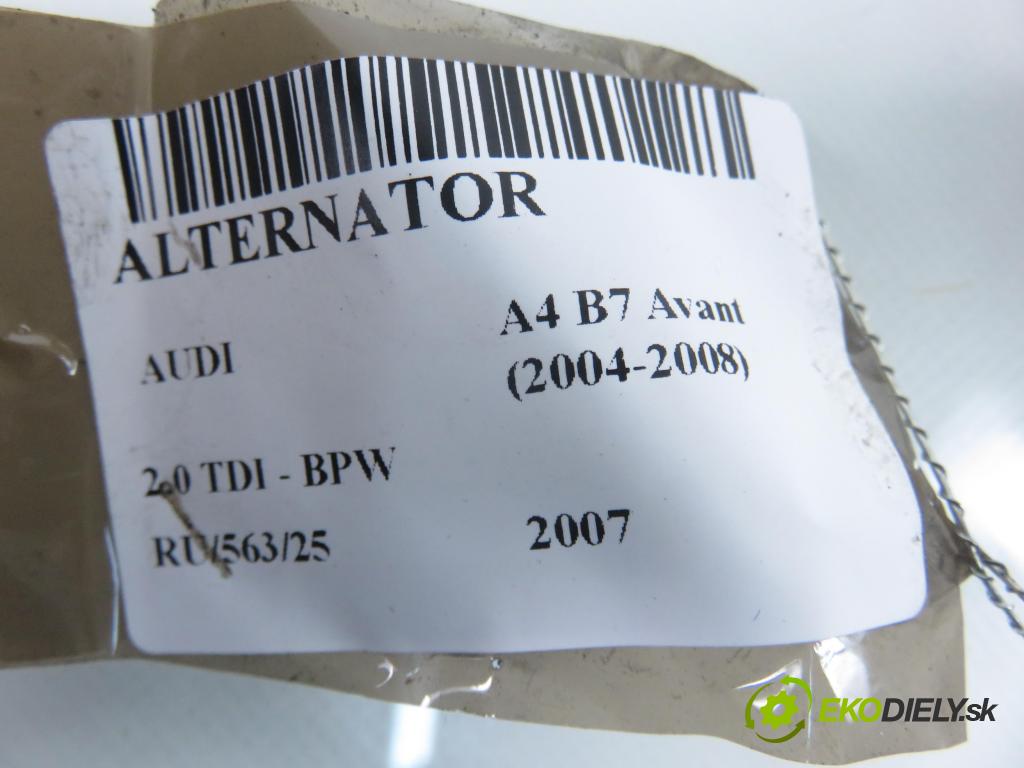 ALTERNATOR
AUDI
A4 B7 Avant
(2004-2008)
2.0 TDI - BPW
RU/563/25
2007
EKODIELY.sk